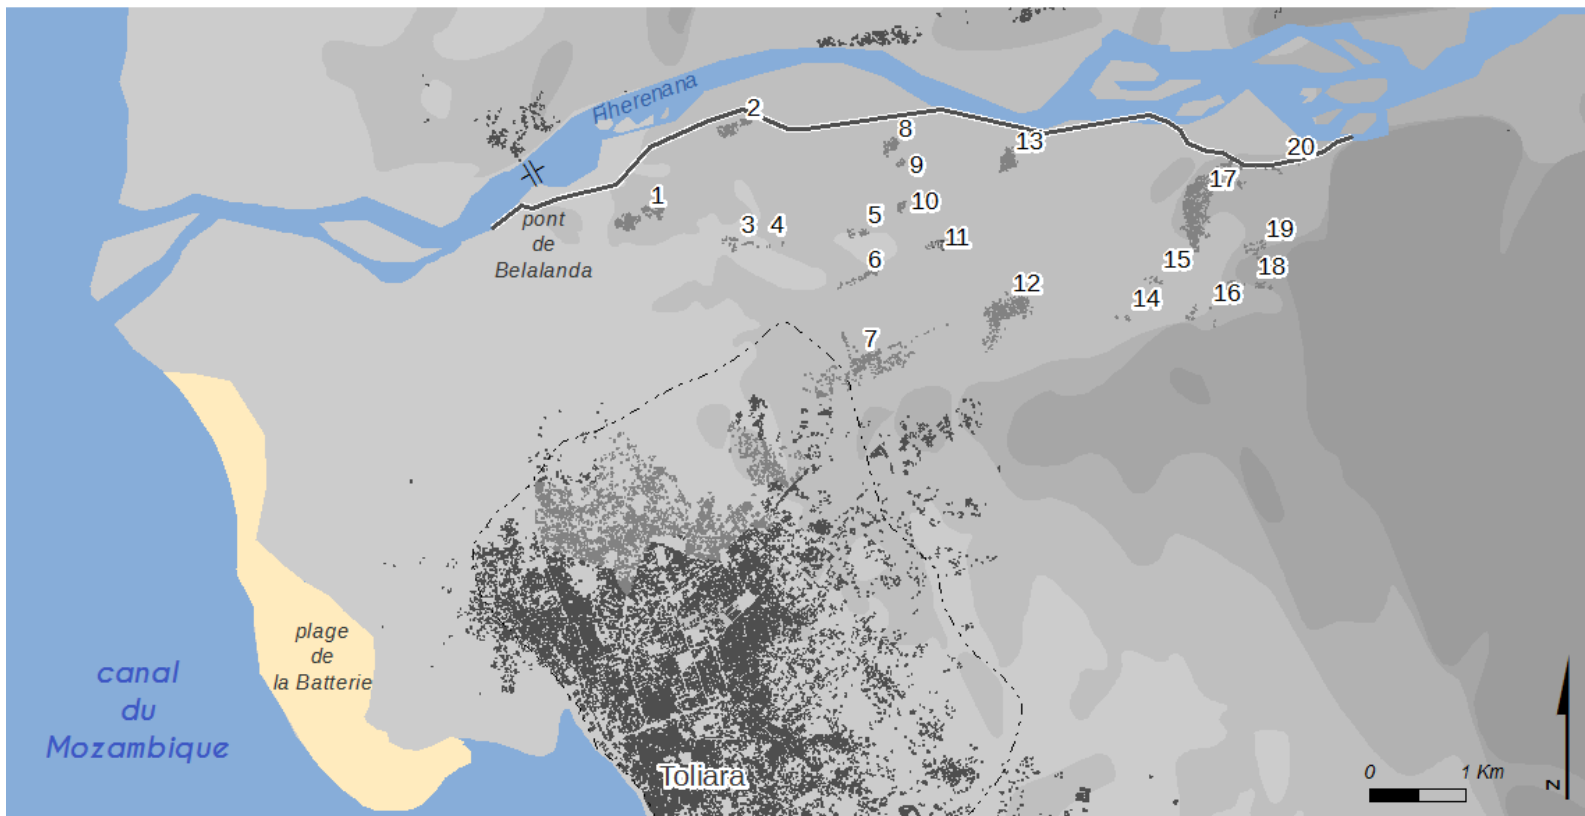 Fiherenana
2
8
13
20
9
17
1
10
pont
de
Belalanda
3
4
5
11
19
6
15
18
12
14
16
7
plage
de
la Batterie
canal
du
Mozambique
Toliara
0 1 Km
N